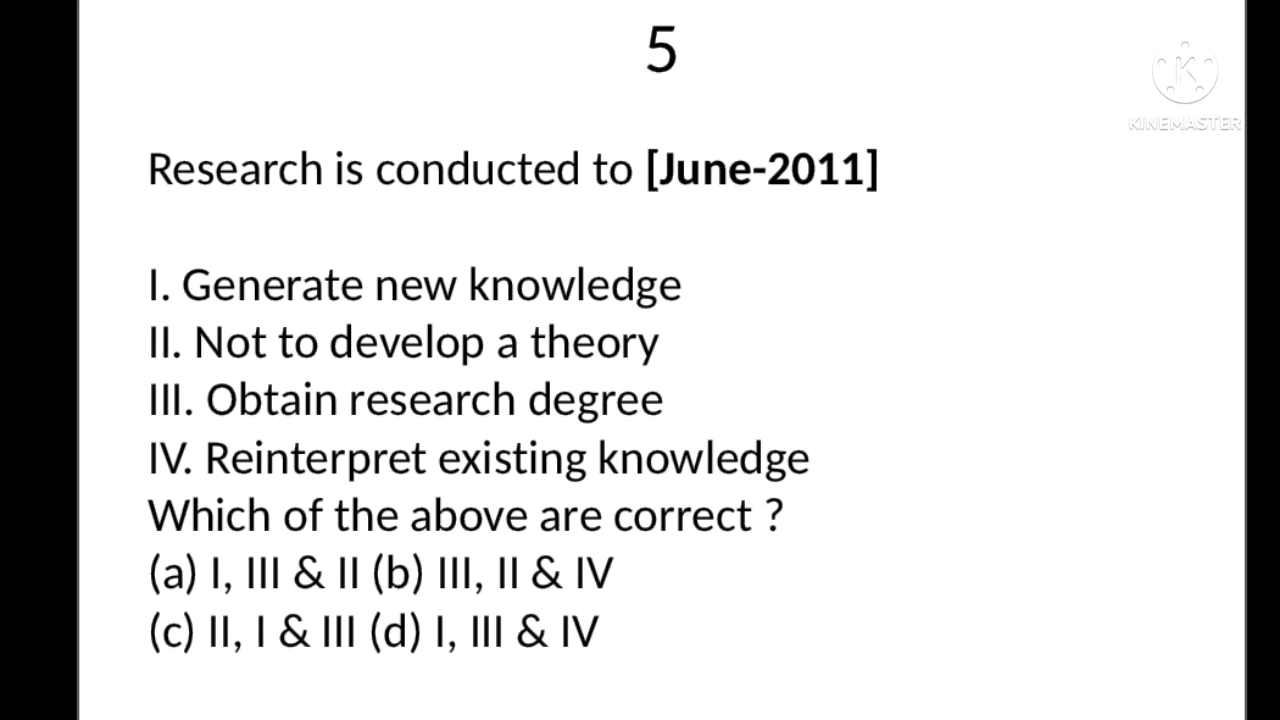 5
KINEMASTER
Research is conducted to [June-2011]
I. Generate new knowledge
II. Not to develop a theory
III. Obtain research degree
IV. Reinterpret existing knowledge
Which of the above are correct ?
(a) I, III & II (b) III, II & IV
(c) II, I & III (d) I, III & IV